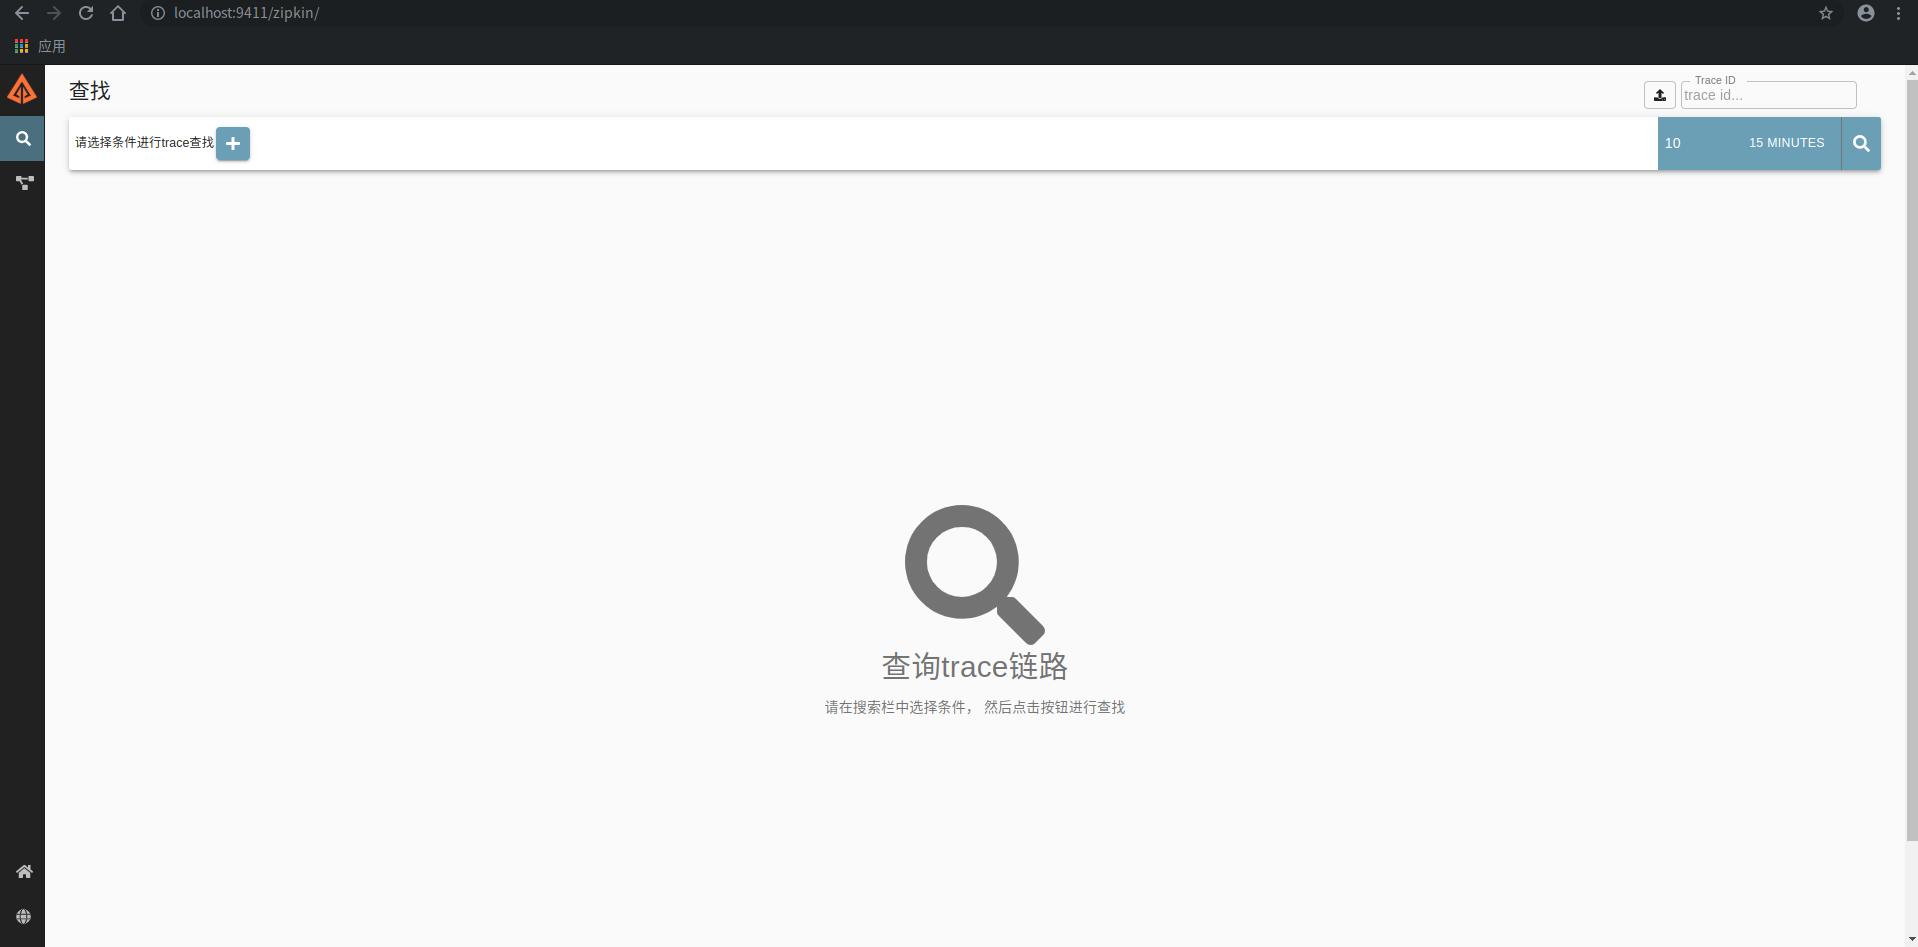 localhost:9411/zipkin/
应用
查找
Trace ID
trace id...
请选择条件进行trace查找
10
15 MINUTES
查询trace链路
请在搜索栏中选择条件， 然后点击按钮进行查找